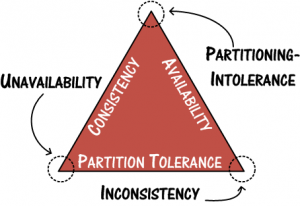 Partitioning-
Intolerance
Unavailability
Consistency
Availability
Partition Tolerance
Inconsistency